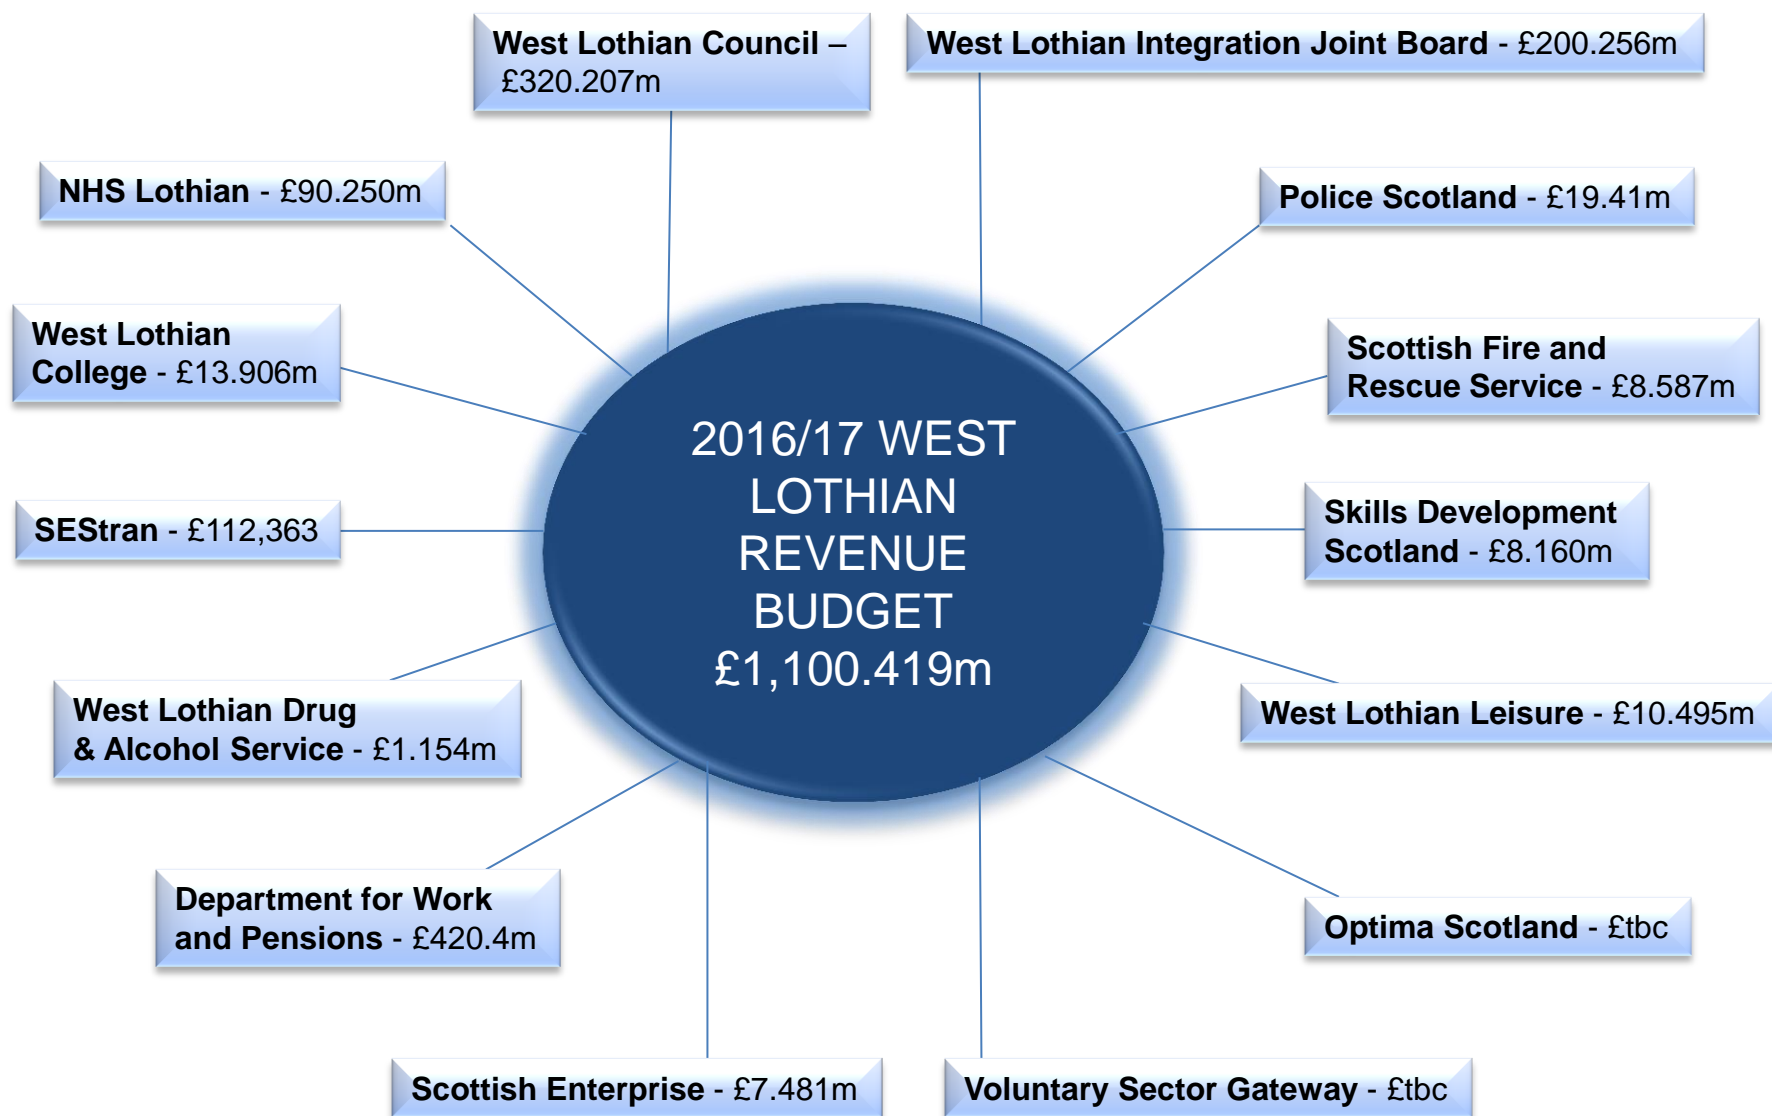 West Lothian Council –
£320.207m
West Lothian Integration Joint Board - £200.256m
NHS Lothian - £90.250m
Police Scotland - £19.41m
West Lothian
College - £13.906m
Scottish Fire and
Rescue Service - £8.587m
2016/17 WEST
LOTHIAN
REVENUE
BUDGET
£1,100.419m
SEStran - £112,363
Skills Development
Scotland - £8.160m
West Lothian Drug
& Alcohol Service - £1.154m
West Lothian Leisure - £10.495m
Department for Work
and Pensions - £420.4m
Optima Scotland - £tbc
Scottish Enterprise - £7.481m
Voluntary Sector Gateway - £tbc